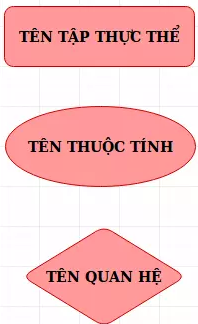 TÊN TẬP THỰC THỂ
TÊN THUỘC TÍNH
TÊN QUAN HỆ